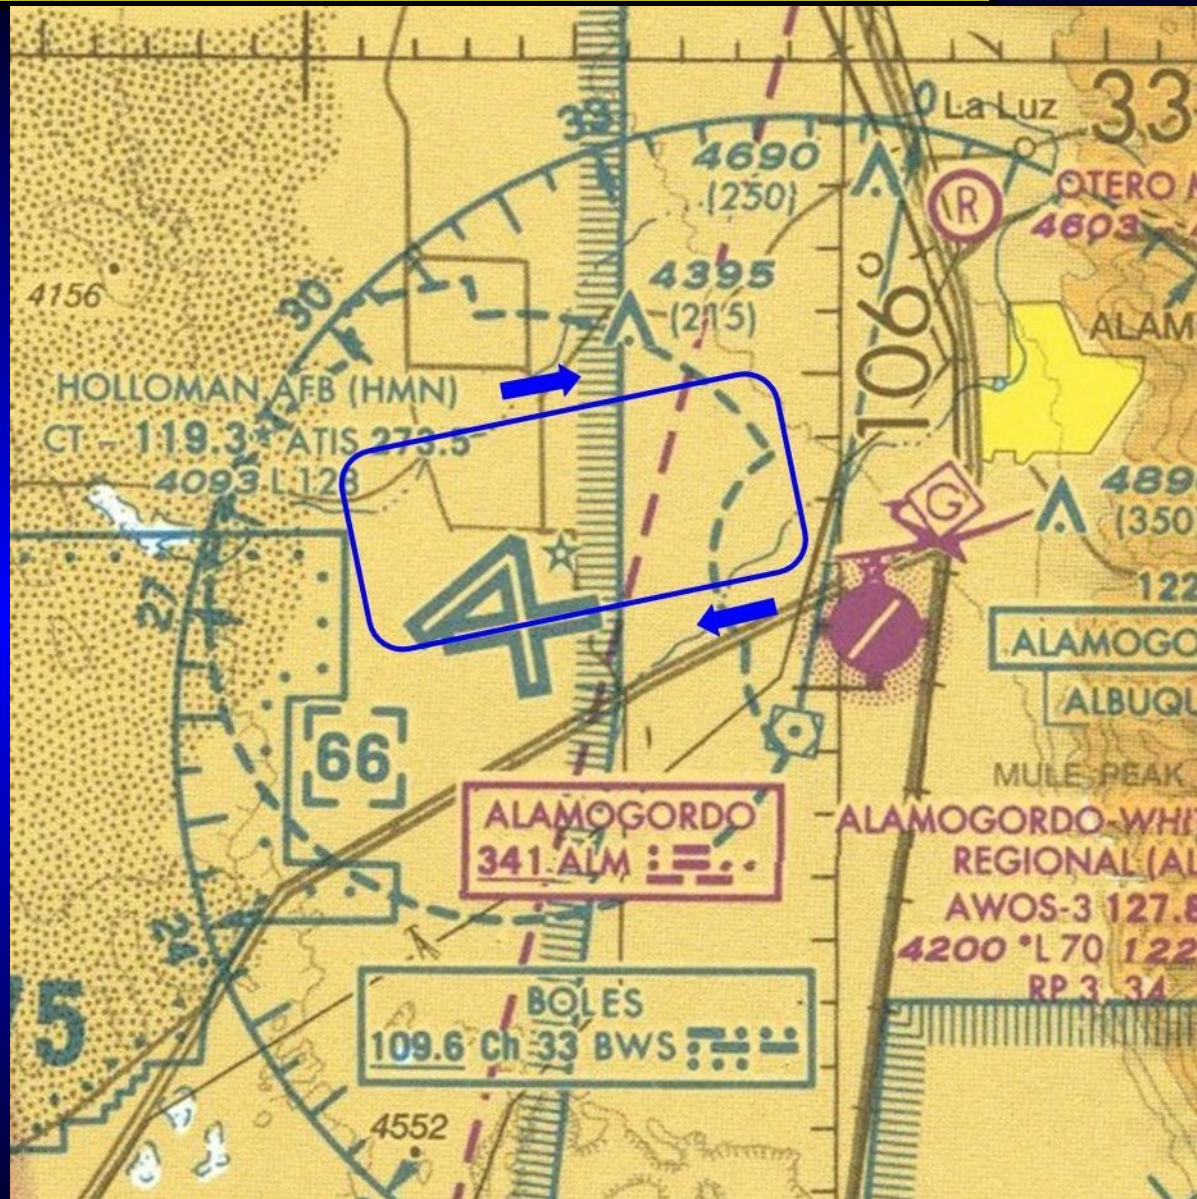 33
0
La Luz
33
4690
(250)
R
OTERO
4603
4156
30
4395
(215)
106°
ALAM
HOLLOMAN AFB (HMN)
CT - 119.3 * ATIS 273.5
4093 L 128
G
489
(350
27
122
ALAMOGO
ALBUQU
66
MULE PEAK
ALAMOGORDO
341 ALM
ALAMOGORDO-WHI
REGIONAL (AL
AWOS-3 127.8
4200 *L 70 122
RP 3, 34
24
75
BOLES
109.6 Ch 33 BWS
4552